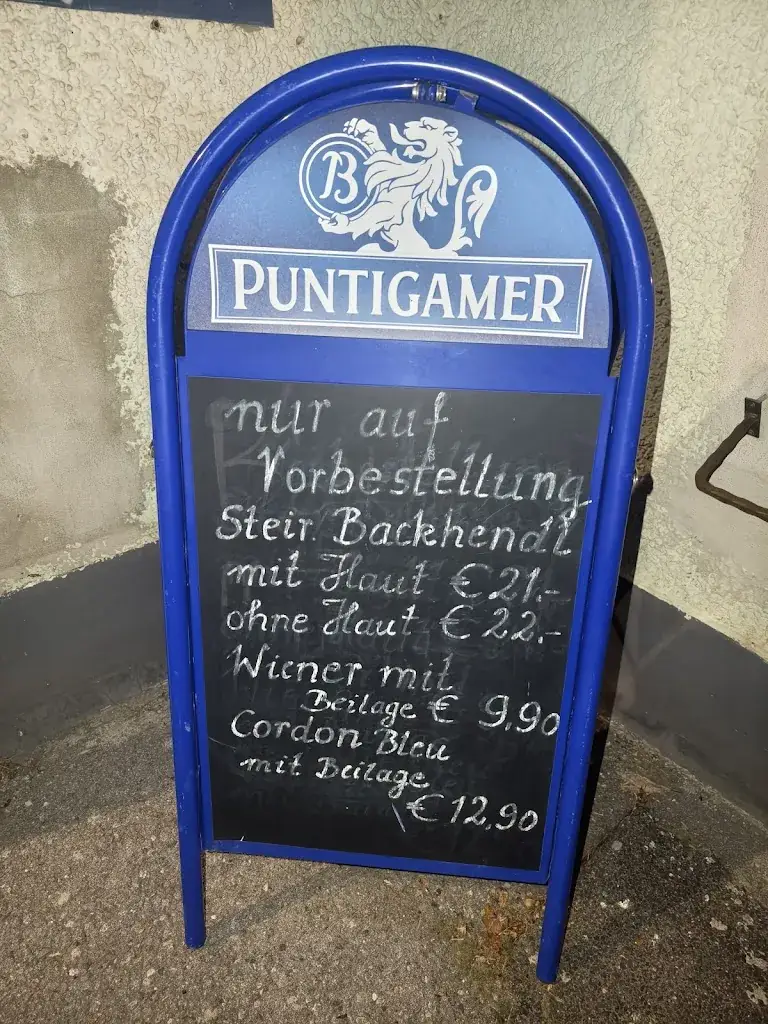 B
PUNTIGAMER
nur auf
Vorbestellung
Steir. Backhendl
mit Haut €21.-
ohne Haut €22.-
Wiener mit
Beilage € 9,90
Cordon Bleu
mit Beilage
€ 12,90